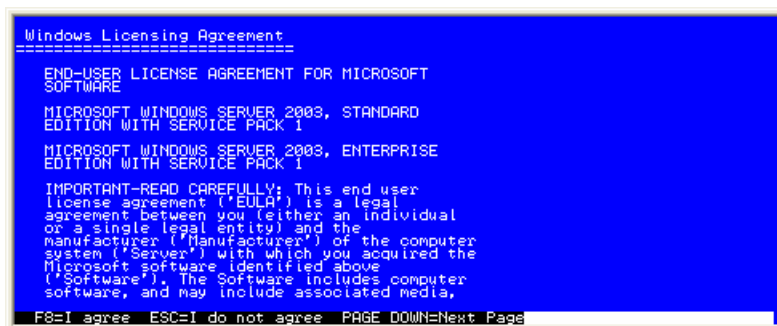 Windows Licensing Agreement
==============================
END-USER LICENSE AGREEMENT FOR MICROSOFT
SOFTWARE
MICROSOFT WINDOWS SERVER 2003, STANDARD
EDITION WITH SERVICE PACK 1
MICROSOFT WINDOWS SERVER 2003, ENTERPRISE
EDITION WITH SERVICE PACK 1
IMPORTANT-READ CAREFULLY: This end user
license agreement ('EULA') is a legal
agreement between you (either an individual
or a single legal entity) and the
manufacturer ('Manufacturer') of the computer
system ('Server') with which you acquired the
Microsoft software identified above
('Software'). The Software includes computer
software, and may include associated media,
F8=I agree ESC=I do not agree PAGE DOWN=Next Page